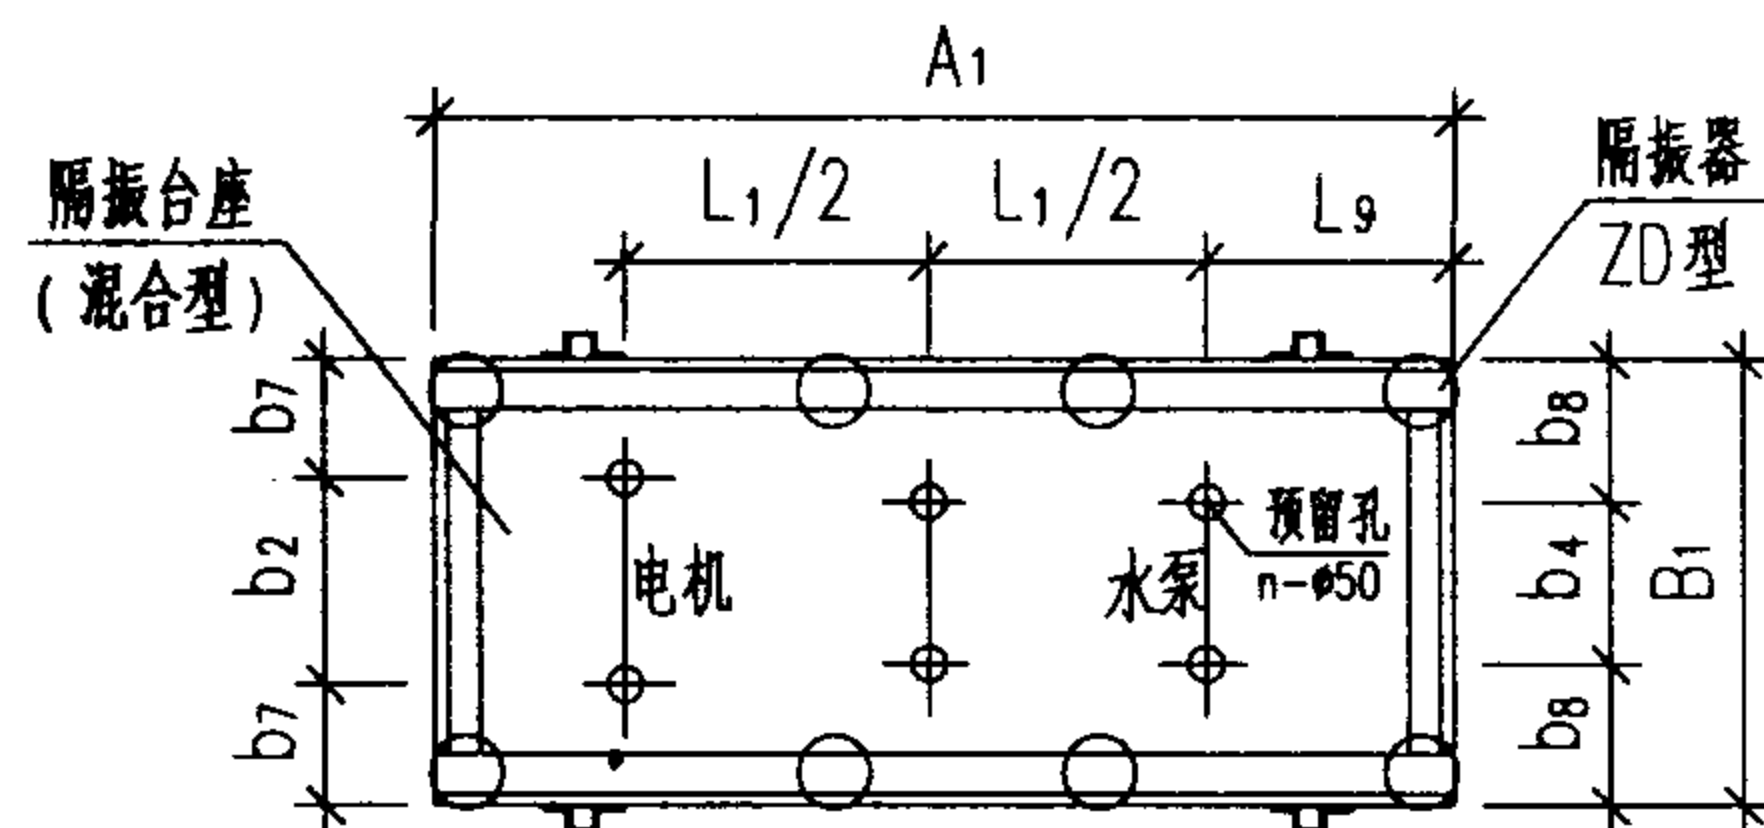 A₁
隔振台座
(混合型)
L₁/2
L₁/2
L₉
隔振器
ZD型
b₇
b₂
b₇
电机
水泵
预留孔
n-ø50
b₈
b₄
b₈
B₁